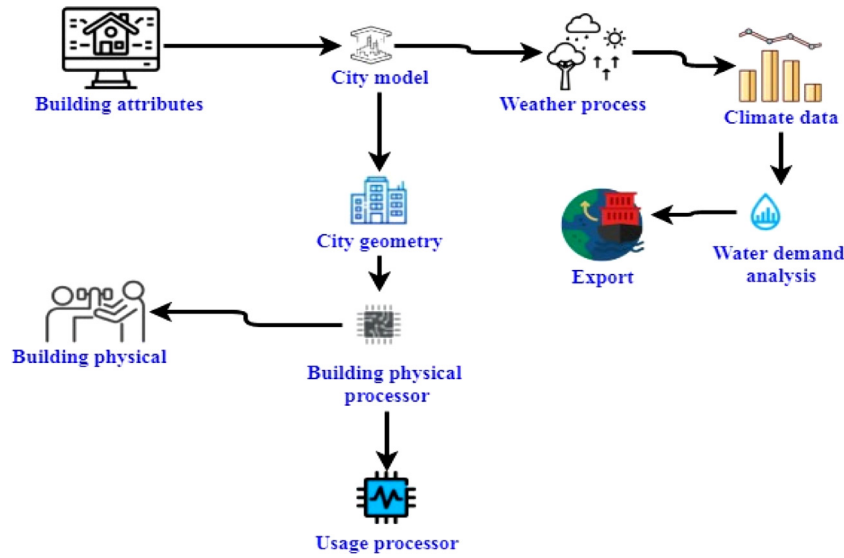 Building attributes
City model
Weather process
Climate data
City geometry
Export
Water demand
analysis
Building physical
Building physical
processor
Usage processor